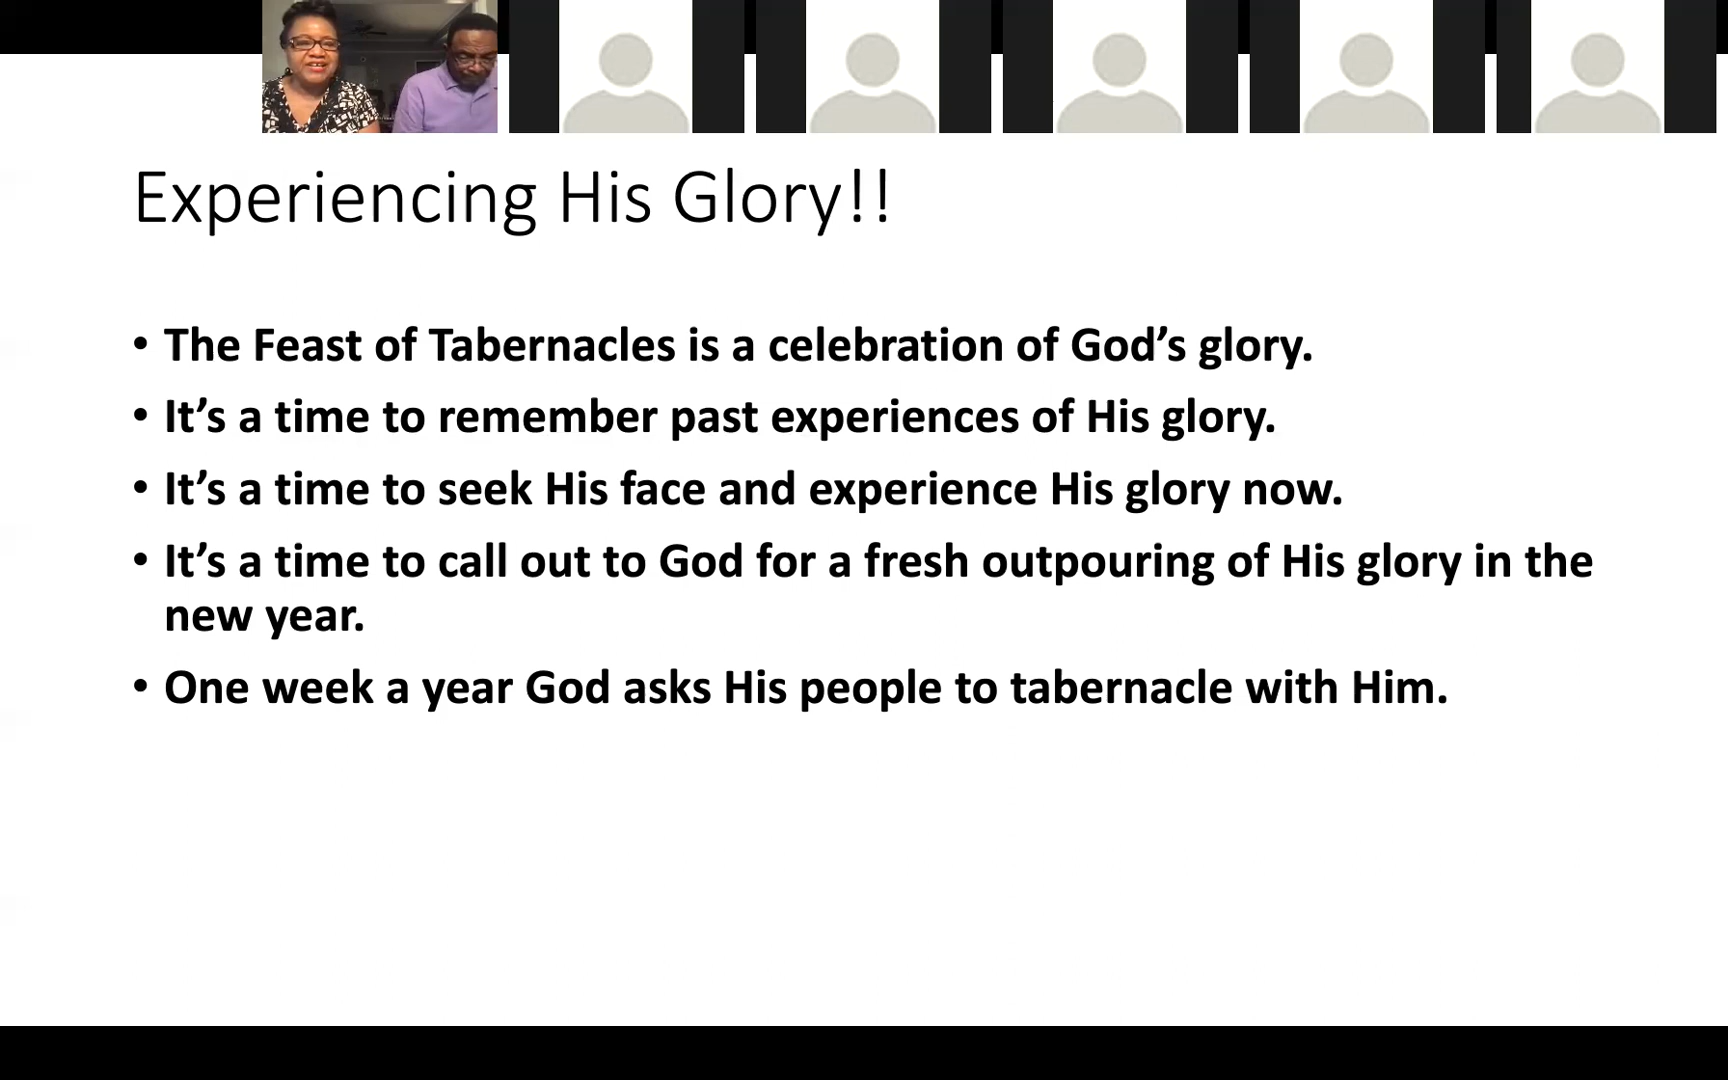 Experiencing His Glory!!
• The Feast of Tabernacles is a celebration of God’s glory.
• It’s a time to remember past experiences of His glory.
• It’s a time to seek His face and experience His glory now.
• It’s a time to call out to God for a fresh outpouring of His glory in the
new year.
• One week a year God asks His people to tabernacle with Him.